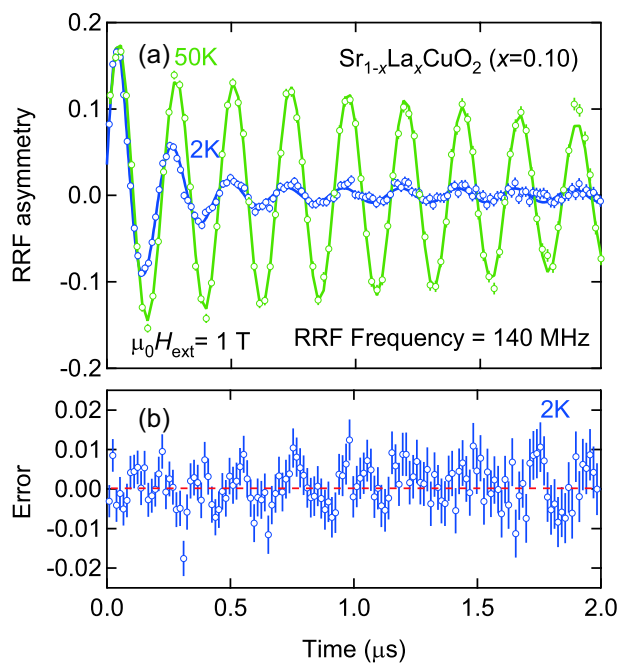 0.2
(a)
50K
Sr1-xLaxCuO2 (x=0.10)
0.1
2K
0.0
RRF asymmetry
-0.1
μ0Hext= 1 T
RRF Frequency = 140 MHz
-0.2
(b)
2K
0.02
0.01
0.00
Error
-0.01
-0.02
0.0
0.5
1.0
1.5
2.0
Time (μs)